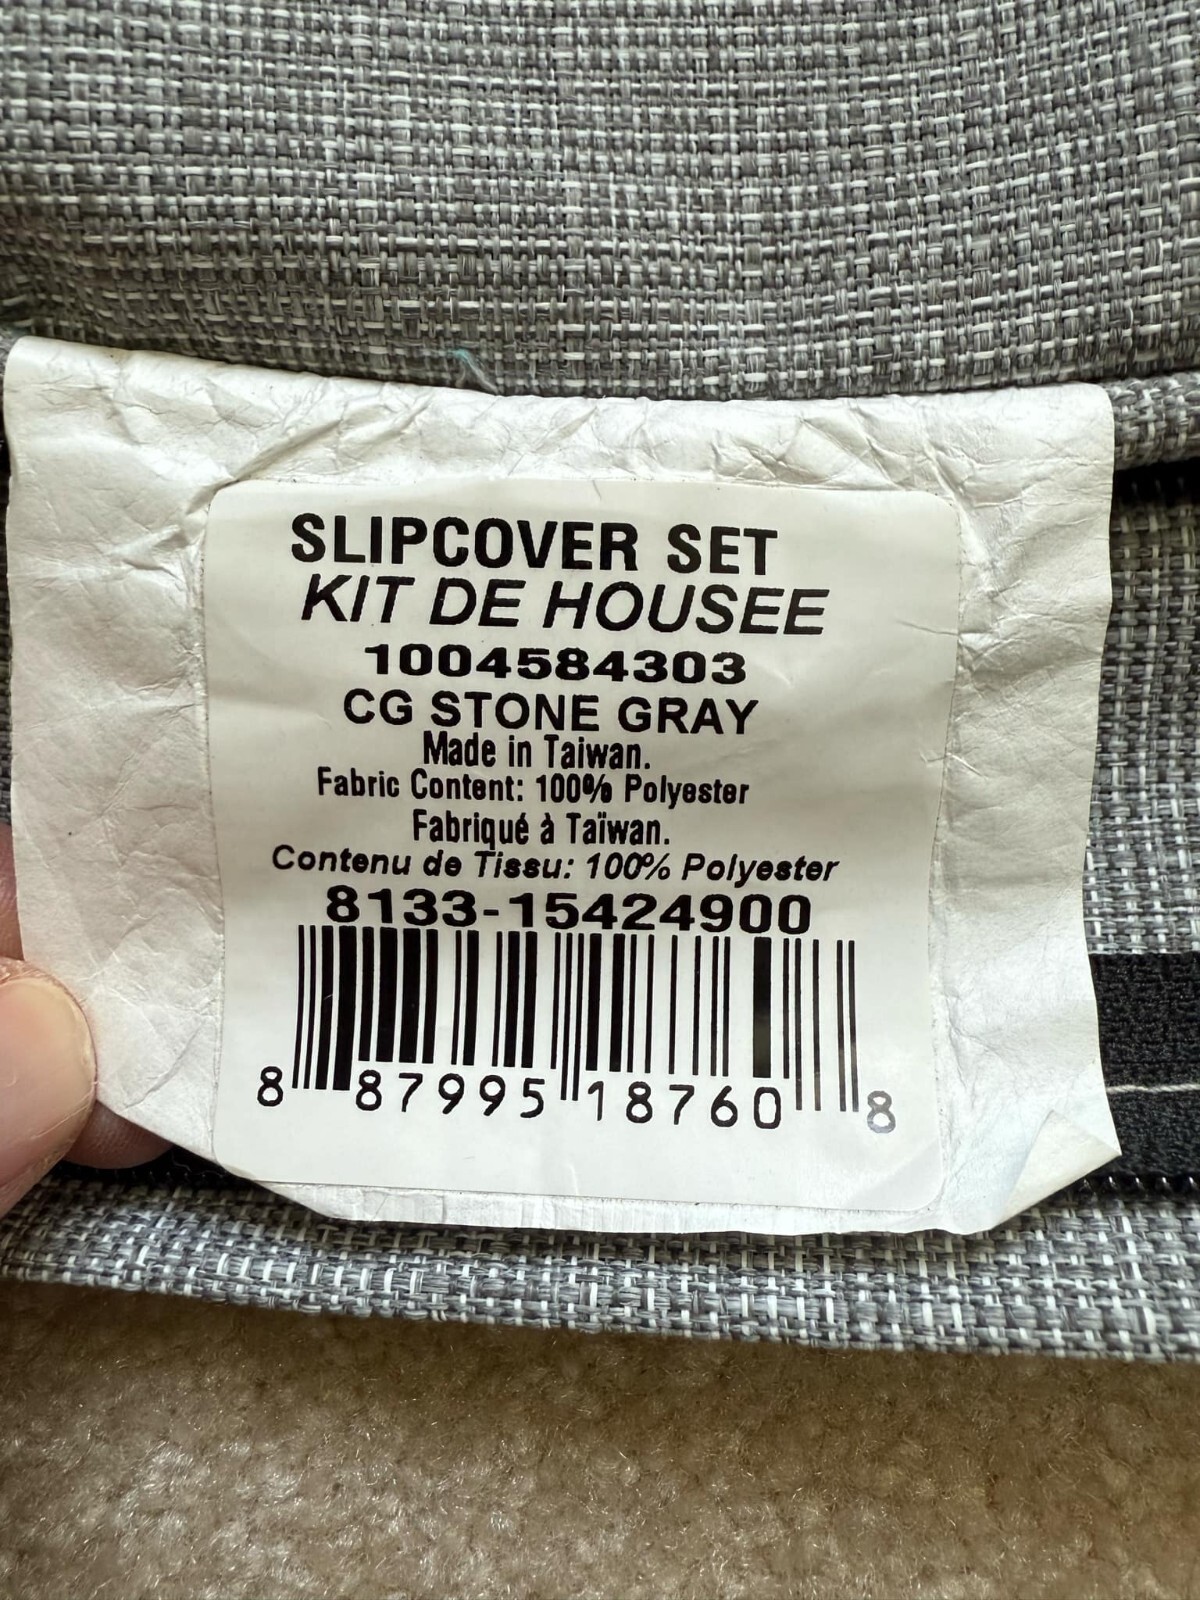 SLIPCOVER SET
KIT DE HOUSEE
1004584303
CG STONE GRAY
Made in Taiwan.
Fabric Content: 100% Polyester
Fabriqué à Taïwan.
Contenu de Tissu: 100% Polyester
8133-15424900
8 87995 18760 8